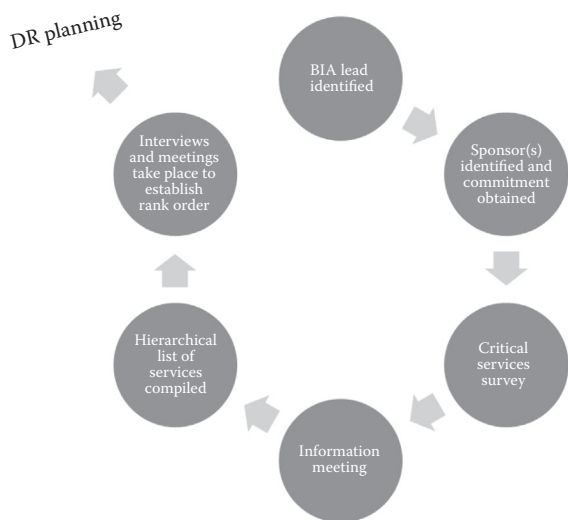 DR planning
BIA lead
identified
Sponsor(s)
identified and
commitment
obtained
Critical
services
survey
Information
meeting
Hierarchical
list of
services
compiled
Interviews
and meetings
take place to
establish
rank order